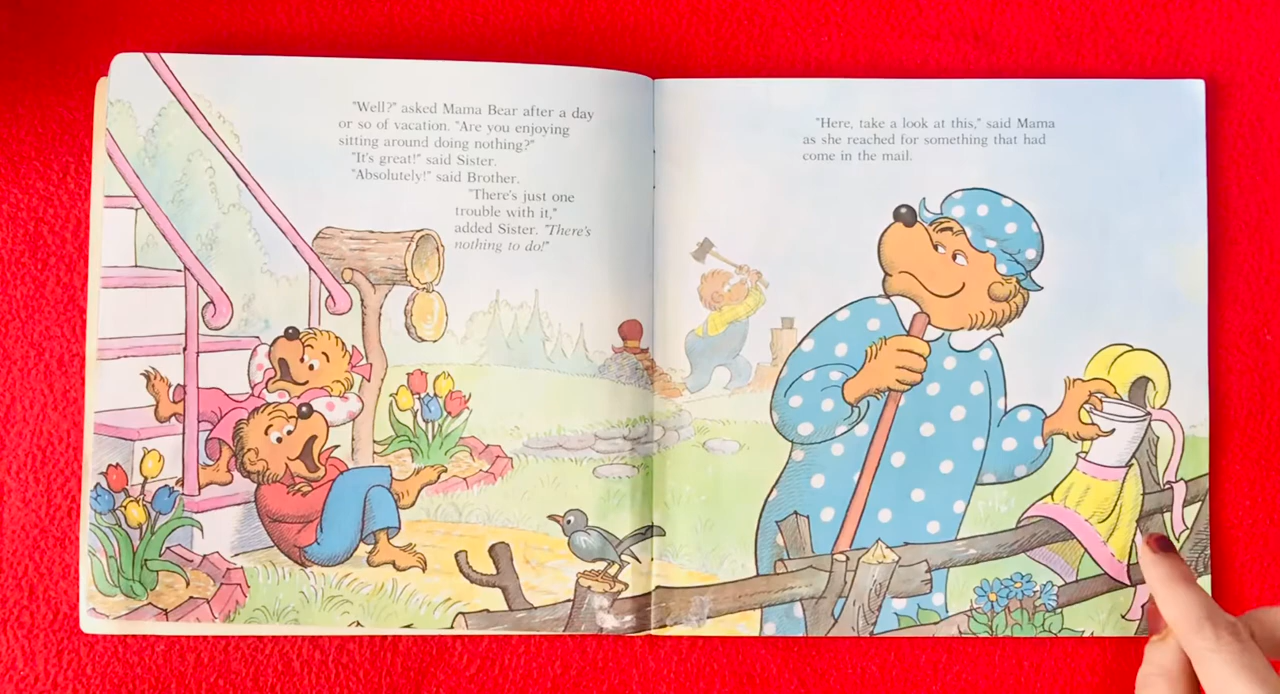 "Well?" asked Mama Bear after a day
or so of vacation. "Are you enjoying
sitting around doing nothing?"
"It's great!" said Sister.
"Absolutely!" said Brother.
"There's just one
trouble with it,"
added Sister. "There's
nothing to do!"
"Here, take a look at this," said Mama
as she reached for something that had
come in the mail.